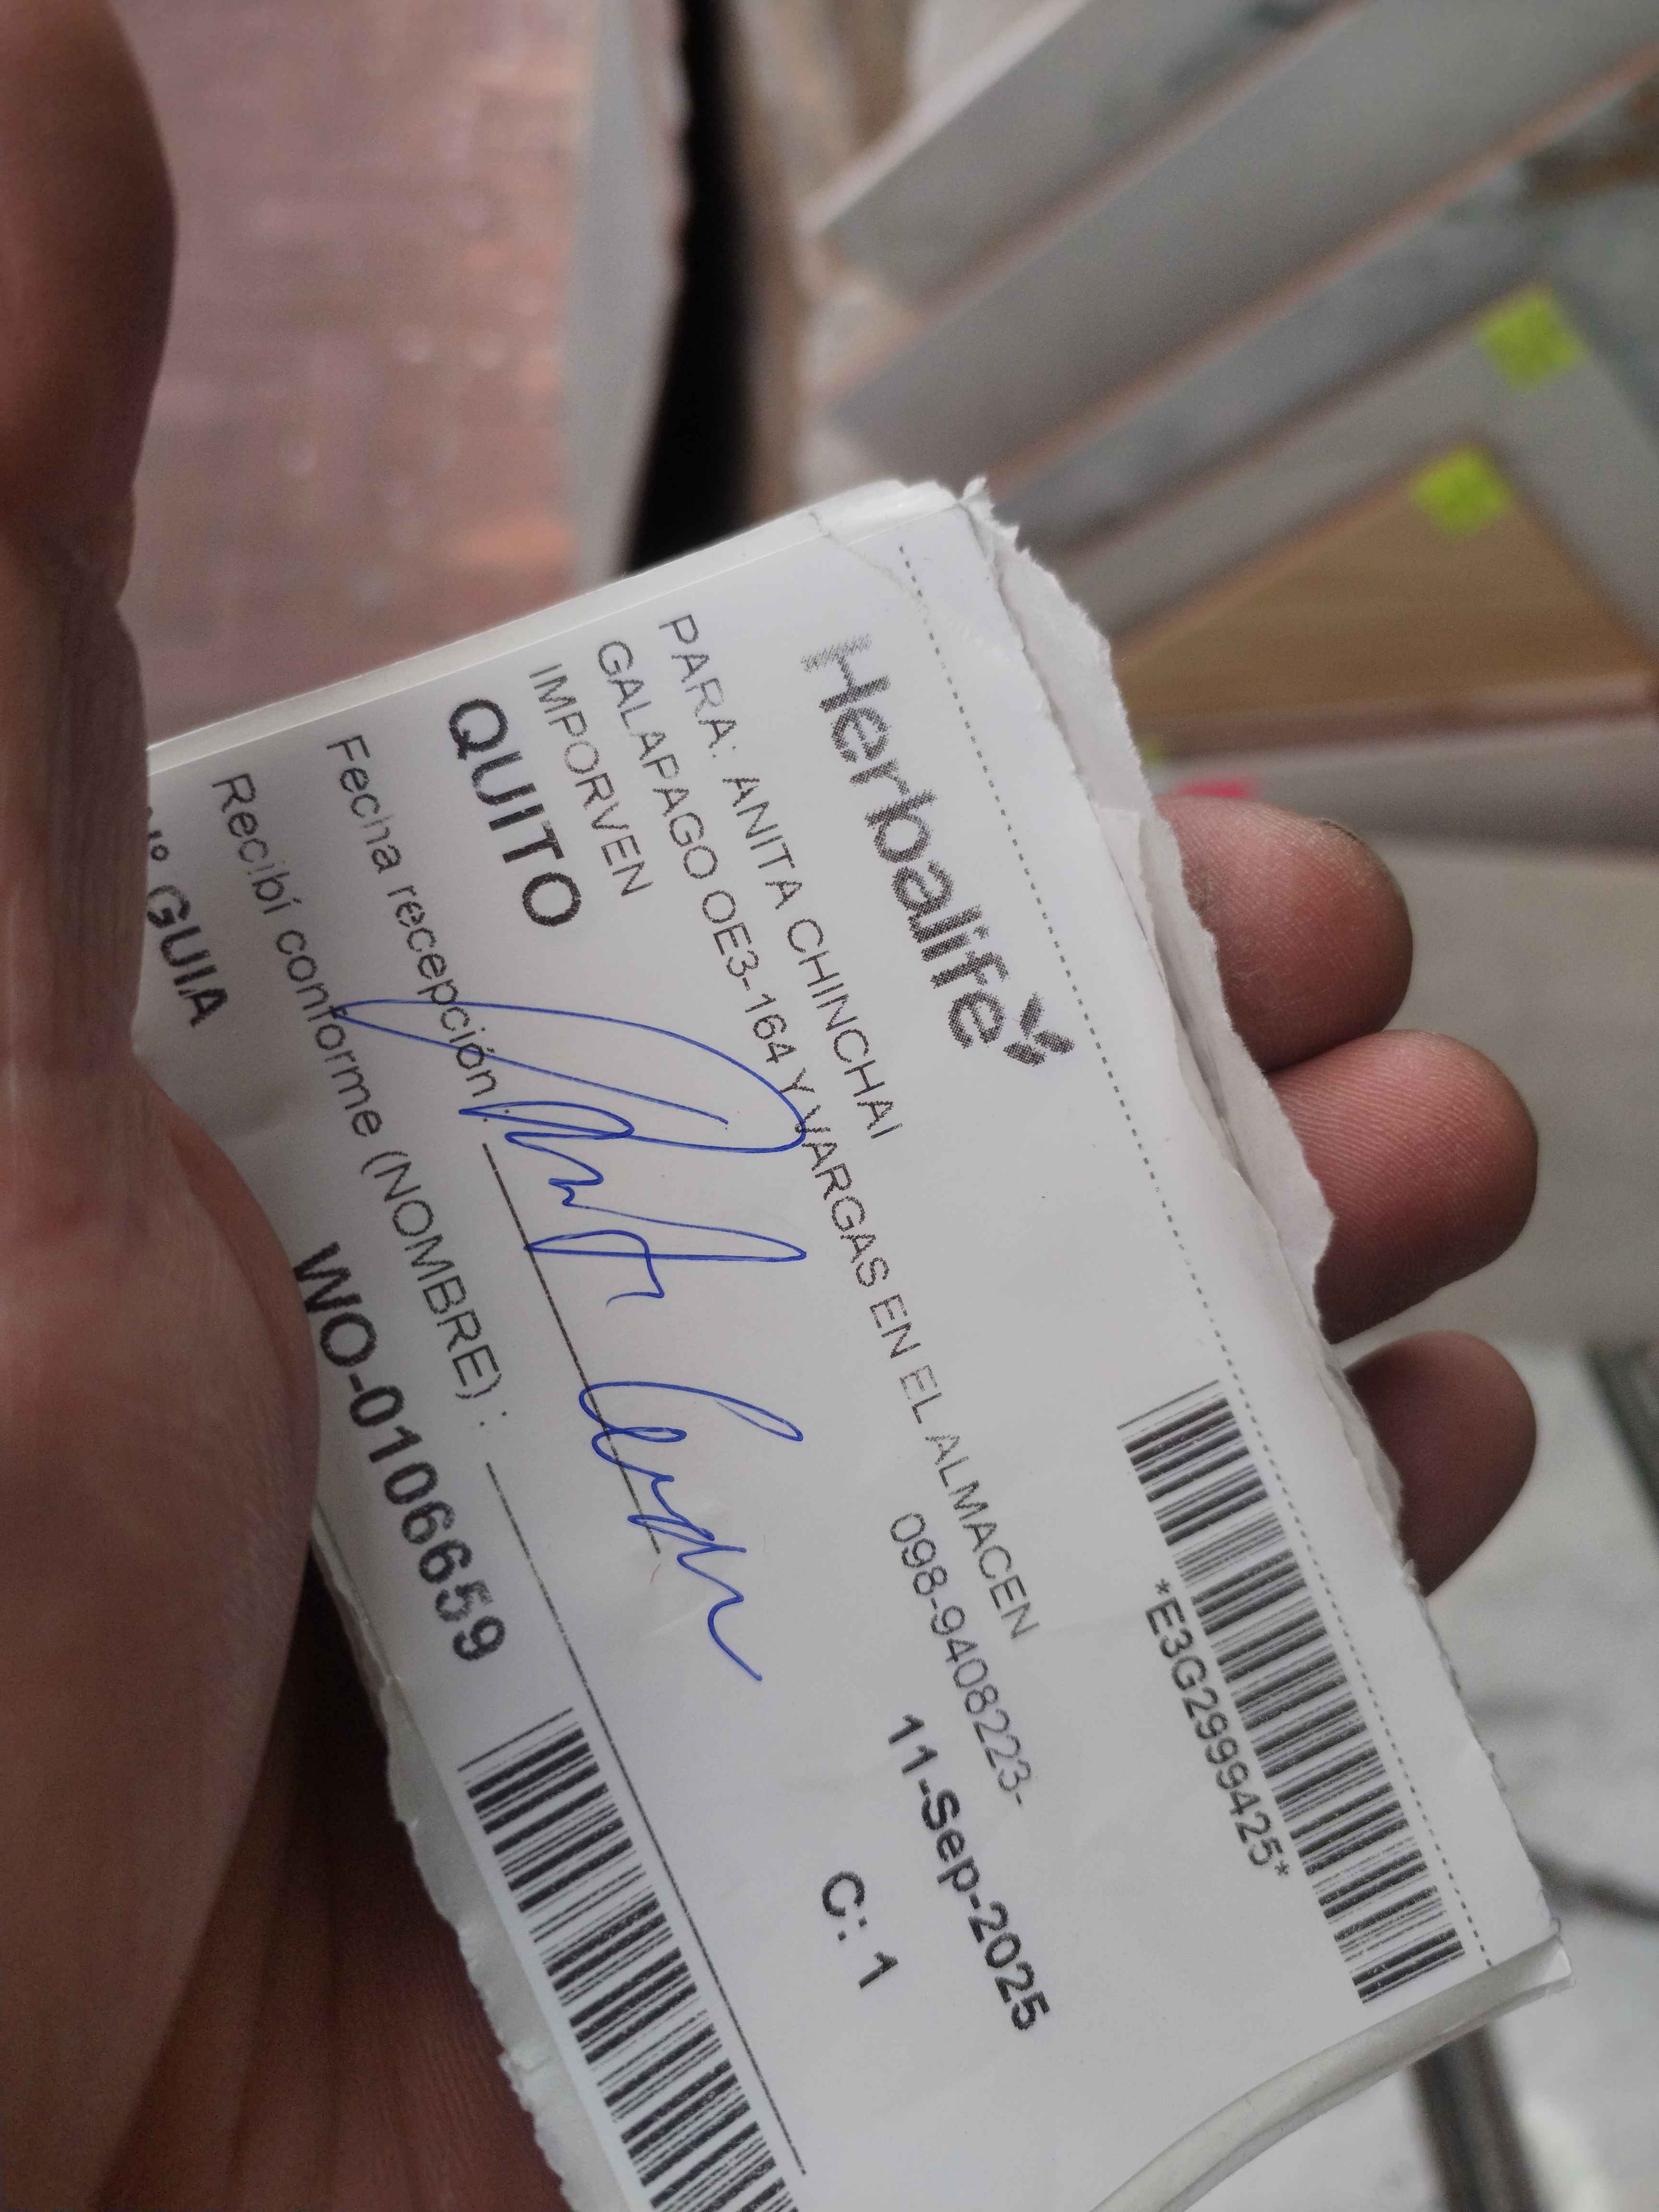 Herbalife
*E3G2999425*
PARA: ANITA CHINCHAI
GALAPAGO OE3-164 Y VARGAS EN EL ALMACEN
IMPORVEN
098-9408223-
QUITO
11-Sep-2025
C: 1
Fecha recepción :
Recibí conforme (NOMBRE) :
° GUIA
WO-0106659